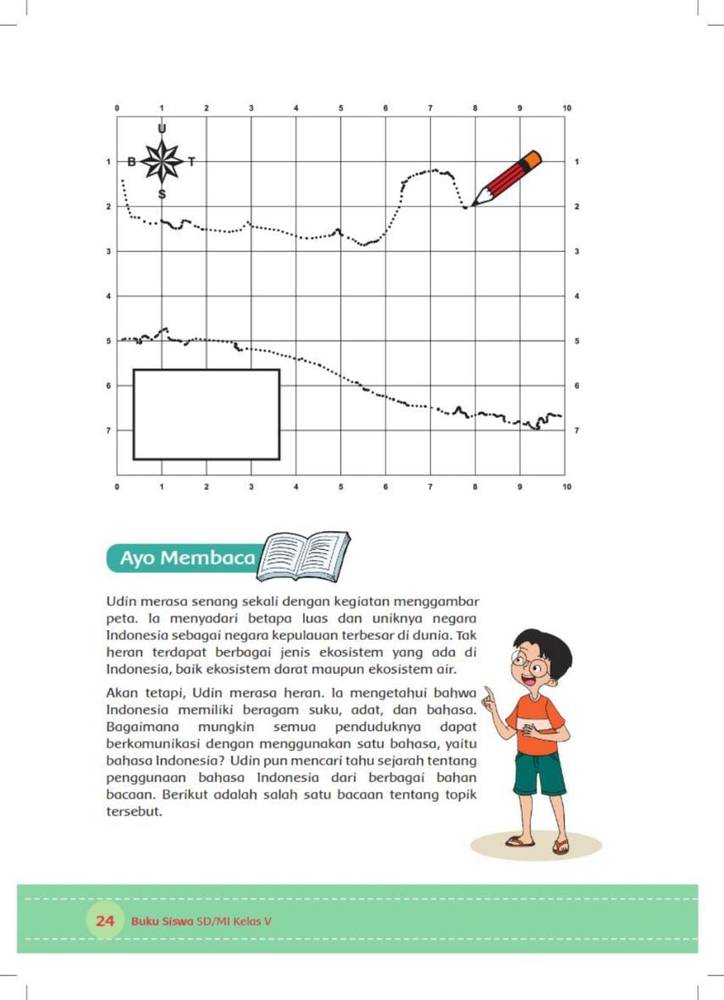 0 1 2 3 4 5 6 7 8 9 10
U
1 B T 1
S
2 2
3 3
4 4
5 5
6 6
7 7
0 1 2 3 4 5 6 7 8 9 10
Ayo Membaca
Udin merasa senang sekali dengan kegiatan menggambar
peta. Ia menyadari betapa luas dan uniknya negara
Indonesia sebagai negara kepulauan terbesar di dunia. Tak
heran terdapat berbagai jenis ekosistem yang ada di
Indonesia, baik ekosistem darat maupun ekosistem air.
Akan tetapi, Udin merasa heran. Ia mengetahui bahwa
Indonesia memiliki beragam suku, adat, dan bahasa.
Bagaimana mungkin semua penduduknya dapat
berkomunikasi dengan menggunakan satu bahasa, yaitu
bahasa Indonesia? Udin pun mencari tahu sejarah tentang
penggunaan bahasa Indonesia dari berbagai bahan
bacaan. Berikut adalah salah satu bacaan tentang topik
tersebut.
24 Buku Siswa SD/MI Kelas V